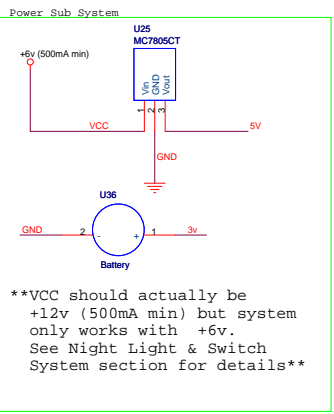 Power Sub System
U25
MC7805CT
+6v (500mA min)
Vin
GND
Vout
1
2
3
VCC
5V
GND
U36
GND
2
-
+
1
3v
Battery
**VCC should actually be
+12v (500mA min) but system
only works with +6v.
See Night Light & Switch
System section for details**